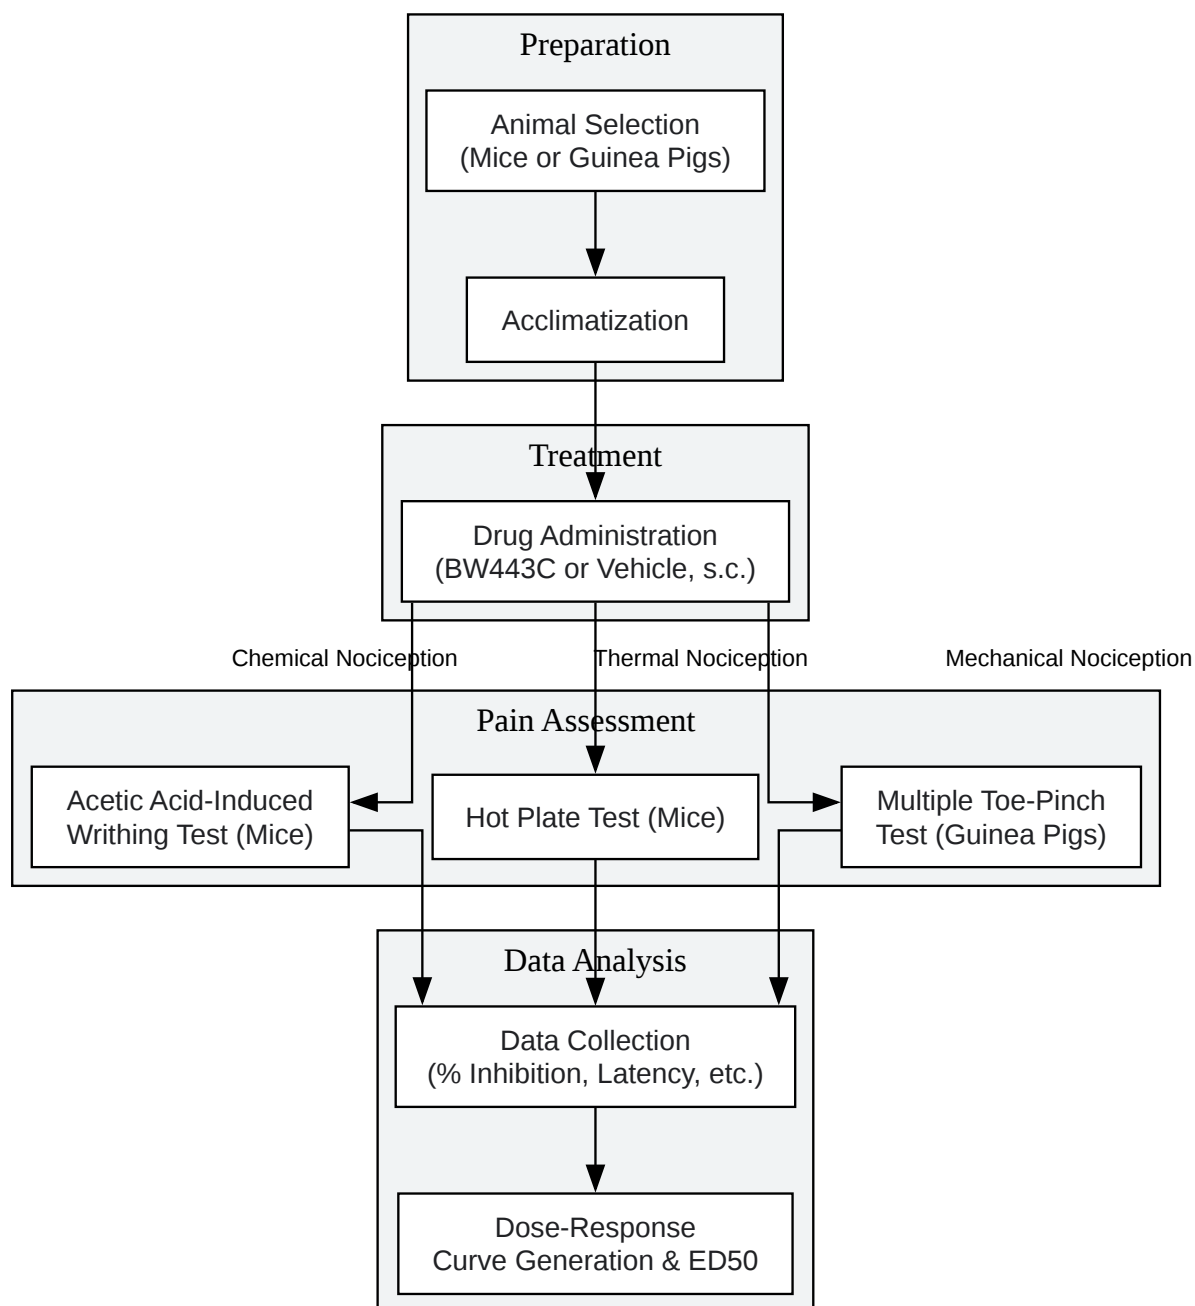 Preparation
Animal Selection
(Mice or Guinea Pigs)
Acclimatization
Treatment
Drug Administration
(BW443C or Vehicle, s.c.)
Chemical Nociception
Thermal Nociception
Mechanical Nociception
Pain Assessment
Acetic Acid-Induced
Writhing Test (Mice)
Hot Plate Test (Mice)
Multiple Toe-Pinch
Test (Guinea Pigs)
Data Analysis
Data Collection
(% Inhibition, Latency, etc.)
Dose-Response
Curve Generation & ED50